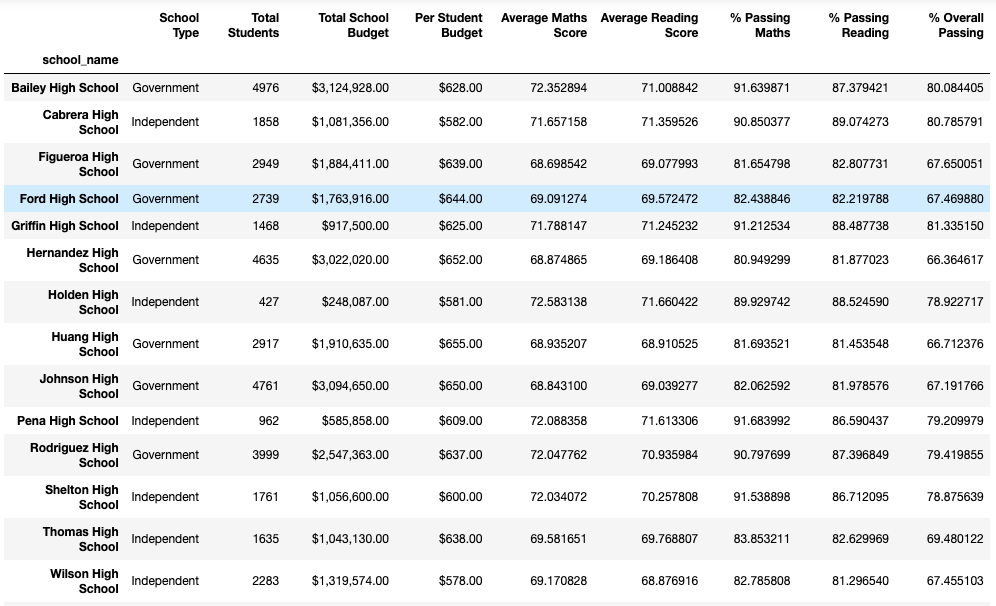 School Type Total Students Total School Budget Per Student Budget Average Maths Score Average Reading Score % Passing Maths % Passing Reading % Overall Passing
school_name
Bailey High School Government 4976 $3,124,928.00 $628.00 72.352894 71.008842 91.639871 87.379421 80.084405
Cabrera High School Independent 1858 $1,081,356.00 $582.00 71.657158 71.359526 90.850377 89.074273 80.785791
Figueroa High School Government 2949 $1,884,411.00 $639.00 68.698542 69.077993 81.654798 82.807731 67.650051
Ford High School Government 2739 $1,763,916.00 $644.00 69.091274 69.572472 82.438846 82.219788 67.469880
Griffin High School Independent 1468 $917,500.00 $625.00 71.788147 71.245232 91.212534 88.487738 81.335150
Hernandez High School Government 4635 $3,022,020.00 $652.00 68.874865 69.186408 80.949299 81.877023 66.364617
Holden High School Independent 427 $248,087.00 $581.00 72.583138 71.660422 89.929742 88.524590 78.922717
Huang High School Government 2917 $1,910,635.00 $655.00 68.935207 68.910525 81.693521 81.453548 66.712376
Johnson High School Government 4761 $3,094,650.00 $650.00 68.843100 69.039277 82.062592 81.978576 67.191766
Pena High School Independent 962 $585,858.00 $609.00 72.088358 71.613306 91.683992 86.590437 79.209979
Rodriguez High School Government 3999 $2,547,363.00 $637.00 72.047762 70.935984 90.797699 87.396849 79.419855
Shelton High School Independent 1761 $1,056,600.00 $600.00 72.034072 70.257808 91.538898 86.712095 78.875639
Thomas High School Independent 1635 $1,043,130.00 $638.00 69.581651 69.768807 83.853211 82.629969 69.480122
Wilson High School Independent 2283 $1,319,574.00 $578.00 69.170828 68.876916 82.785808 81.296540 67.455103